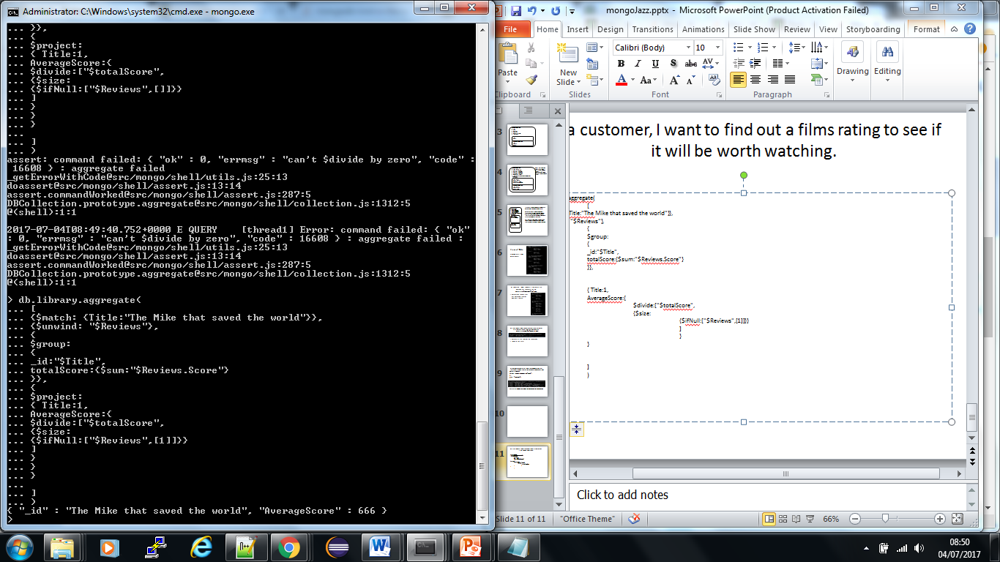 Administrator: C:\Windows\system32\cmd.exe - mongo.exe
... }},
... {
... $project:
... { Title:1,
... AverageScore:{
... $divide:["$totalScore",
... {$size:
... {$ifNull:["$Reviews",[]]}}
... ]
... }
... }
... }
...
... ]
... )
assert: command failed: { "ok" : 0, "errmsg" : "can't $divide by zero", "code" :
 16608 } : aggregate failed
_getErrorWithCode@src/mongo/shell/utils.js:25:13
doassert@src/mongo/shell/assert.js:13:14
assert.commandWorked@src/mongo/shell/assert.js:287:5
DBCollection.prototype.aggregate@src/mongo/shell/collection.js:1312:5
@(shell):1:1
2017-07-04T08:49:40.752+0000 E QUERY    [thread1] Error: command failed: { "ok"
: 0, "errmsg" : "can't $divide by zero", "code" : 16608 } : aggregate failed :
_getErrorWithCode@src/mongo/shell/utils.js:25:13
doassert@src/mongo/shell/assert.js:13:14
assert.commandWorked@src/mongo/shell/assert.js:287:5
DBCollection.prototype.aggregate@src/mongo/shell/collection.js:1312:5
@(shell):1:1
> db.library.aggregate(
... [
... {$match: {Title:"The Mike that saved the world"}},
... {$unwind: "$Reviews"},
... {
... $group:
... {
... _id:"$Title",
... totalScore:{$sum:"$Reviews.Score"}
... }},
... {
... $project:
... { Title:1,
... AverageScore:{
... $divide:["$totalScore",
... {$size:
... {$ifNull:["$Reviews",[1]]}}
... ]
... }
... }
... }
...
... ]
... )
{ "_id" : "The Mike that saved the world", "AverageScore" : 666 }
>
mongoJazz.pptx - Microsoft PowerPoint (Product Activation Failed)
File Home Insert Design Transitions Animations Slide Show Review View Storyboarding Format
Calibri (Body) 10
Paste
New Slide
B I U S abc AV
A Aa A A
Drawing
Editing
Clipboard Slides Font Paragraph
3
4
5
6
7
8
9
10
11
a customer, I want to find out a films rating to see if
it will be worth watching.
aggregate(
[
Title:"The Mike that saved the world"}},
"$Reviews"},
{
$group:
{
_id:"$Title",
totalScore:{$sum:"$Reviews.Score"}
}},
{ Title:1,
AverageScore:{
$divide:["$totalScore",
{$size:
{$ifNull:["$Reviews",[1]]}}
]
}
}
]
)
Click to add notes
Slide 11 of 11 "Office Theme" 66%
08:50
04/07/2017